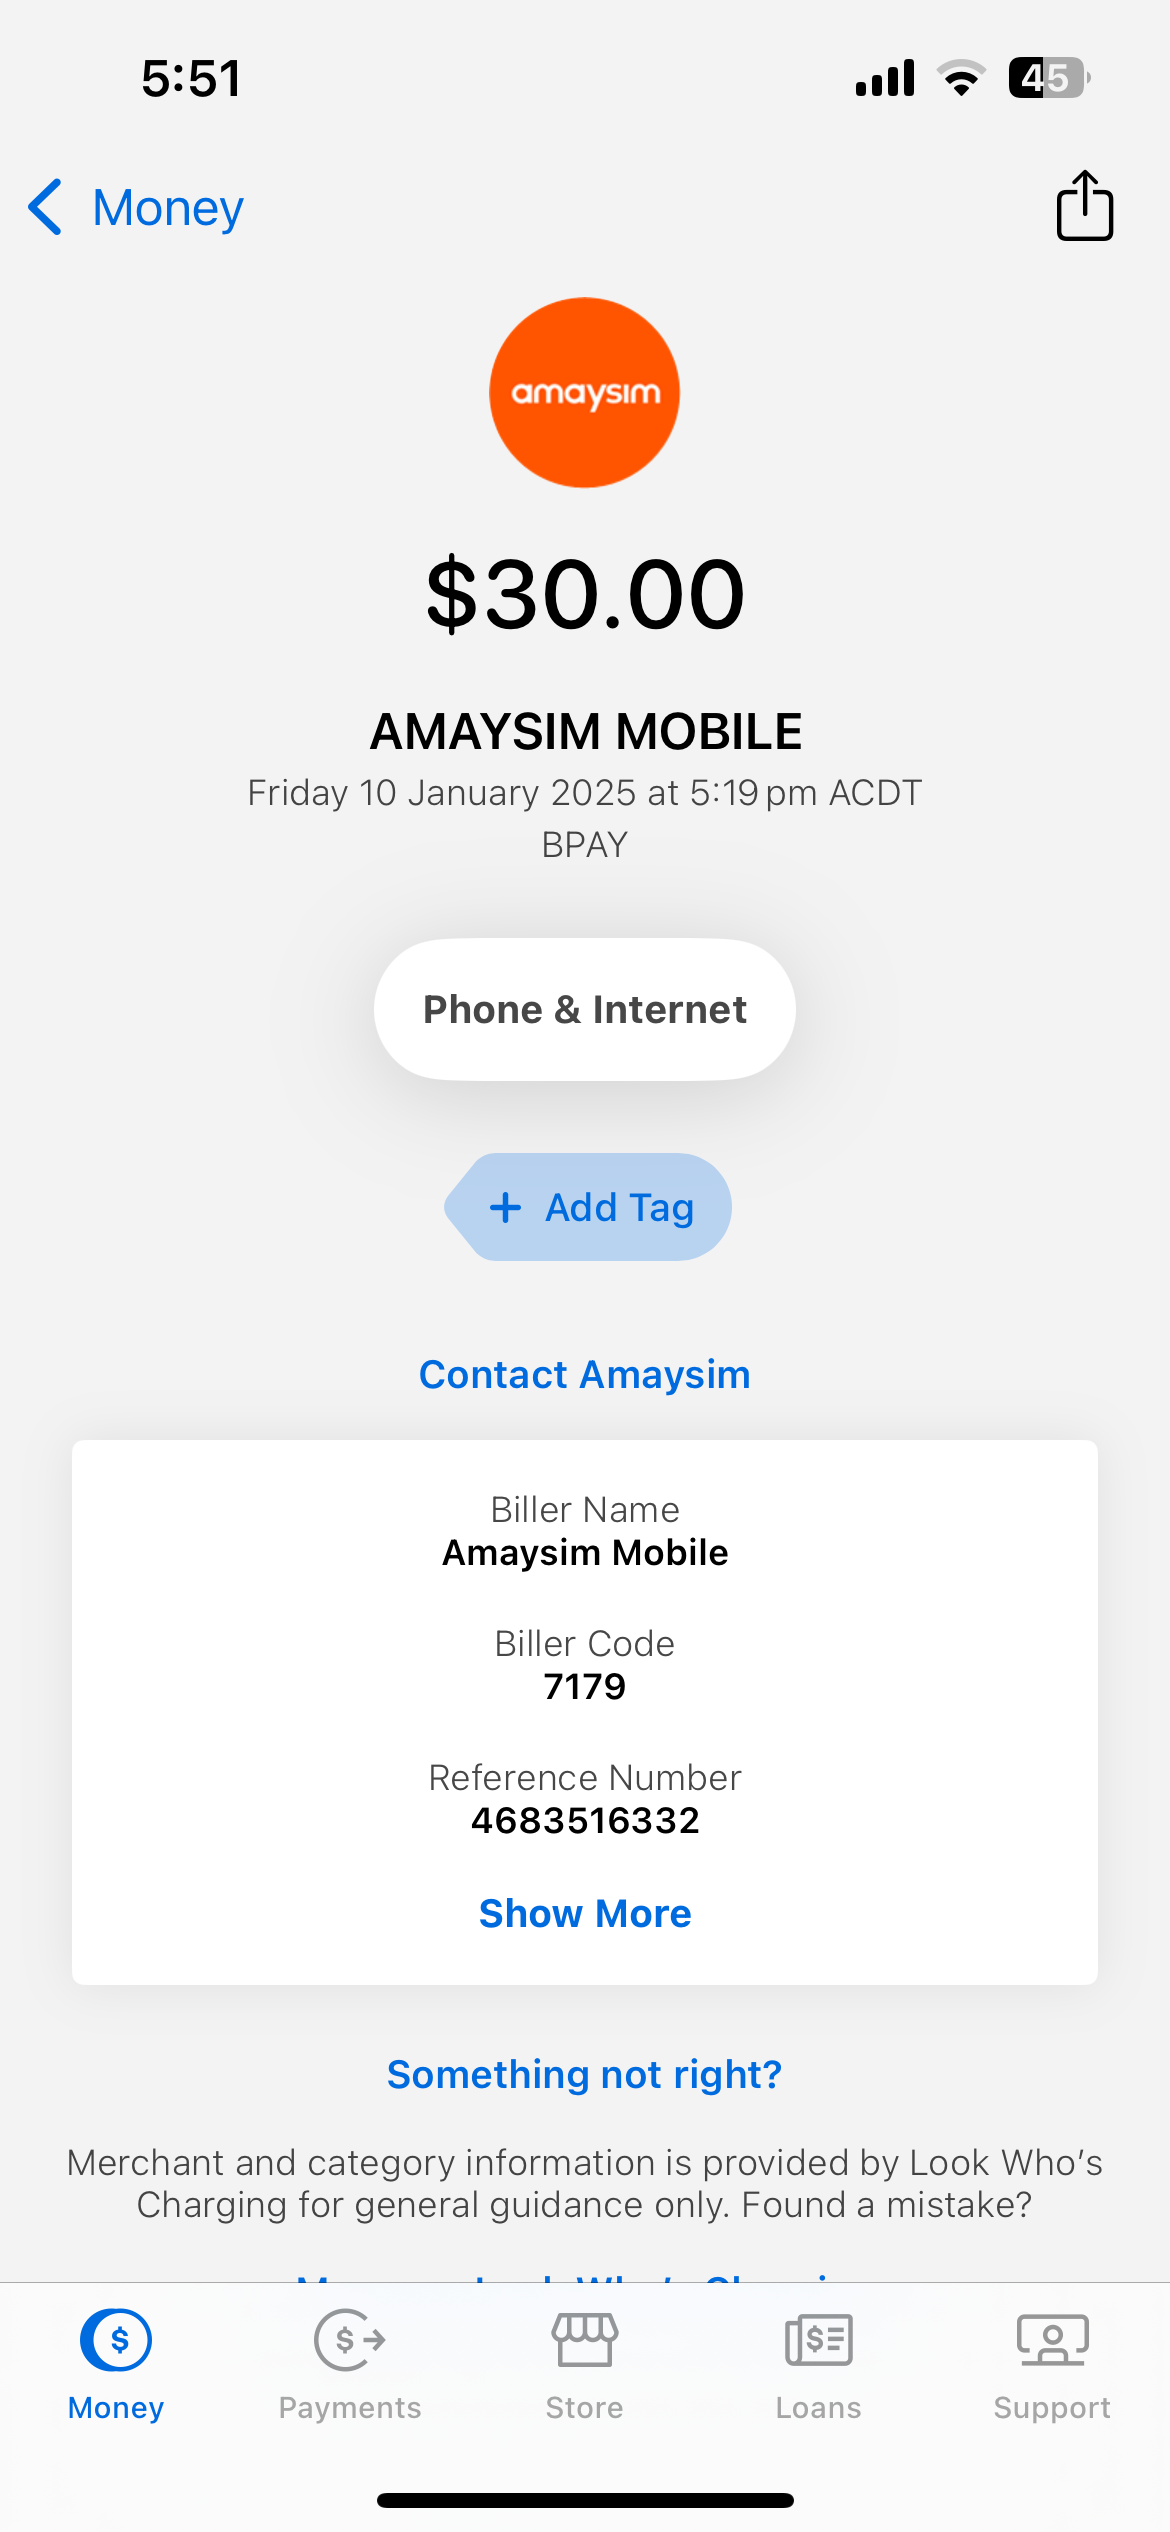 5:51
45
Money
amaysim
$30.00
AMAYSIM MOBILE
Friday 10 January 2025 at 5:19 pm ACDT
BPAY
Phone & Internet
+ Add Tag
Contact Amaysim
Biller Name
Amaysim Mobile
Biller Code
7179
Reference Number
4683516332
Show More
Something not right?
Merchant and category information is provided by Look Who’s
Charging for general guidance only. Found a mistake?
Money
Payments
Store
Loans
Support